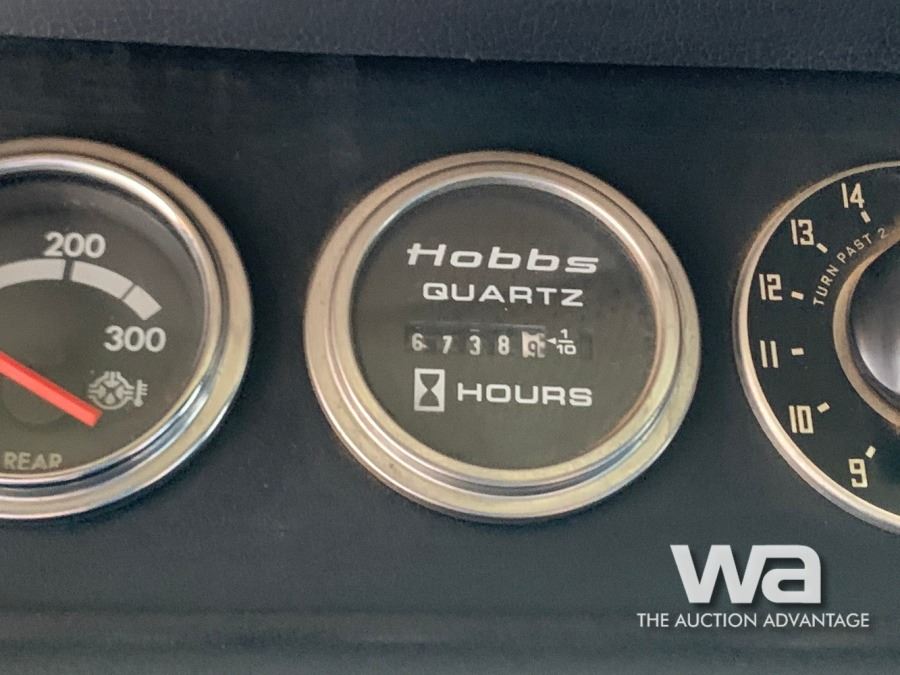 200
300
REAR
Hobbs
QUARTZ
6 7 3 8 9 1/10
HOURS
14
13
12
11
10
9
TURN PAST 2
wa
THE AUCTION ADVANTAGE